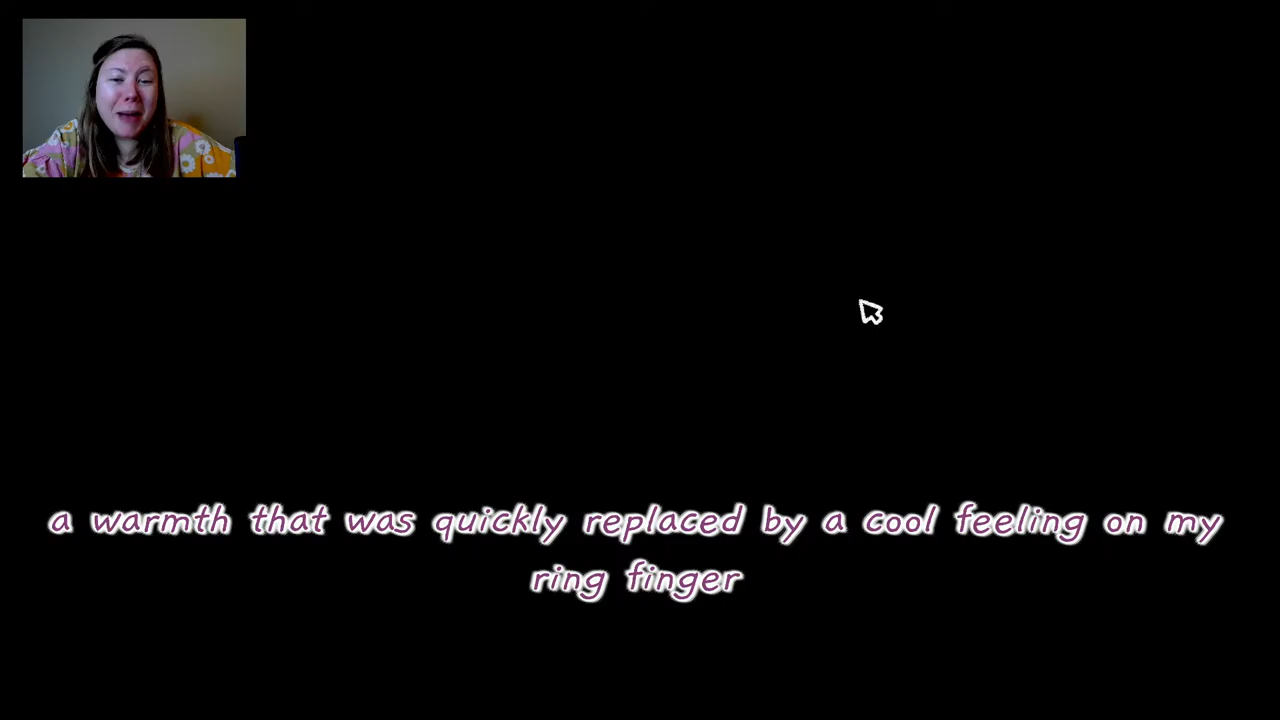 a warmth that was quickly replaced by a cool feeling on my
ring finger